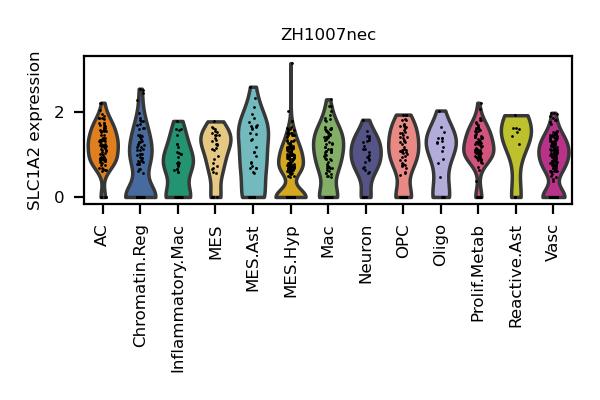 ZH1007nec
SLC1A2 expression
2
0
AC
Chromatin.Reg
Inflammatory.Mac
MES
MES.Ast
MES.Hyp
Mac
Neuron
OPC
Oligo
Prolif.Metab
Reactive.Ast
Vasc